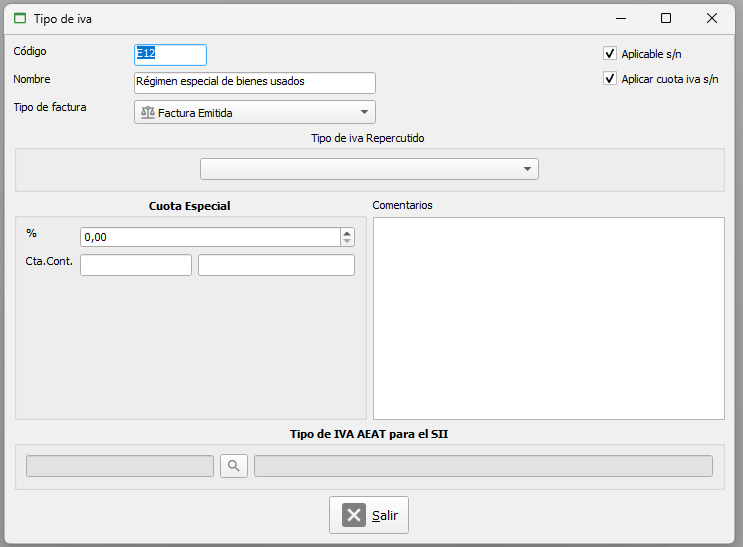 Tipo de iva
Código
E12
Aplicable s/n
Nombre
Régimen especial de bienes usados
Aplicar cuota iva s/n
Tipo de factura
Factura Emitida
Tipo de iva Repercutido
Cuota Especial
Comentarios
%
0,00
Cta.Cont.
Tipo de IVA AEAT para el SII
Salir